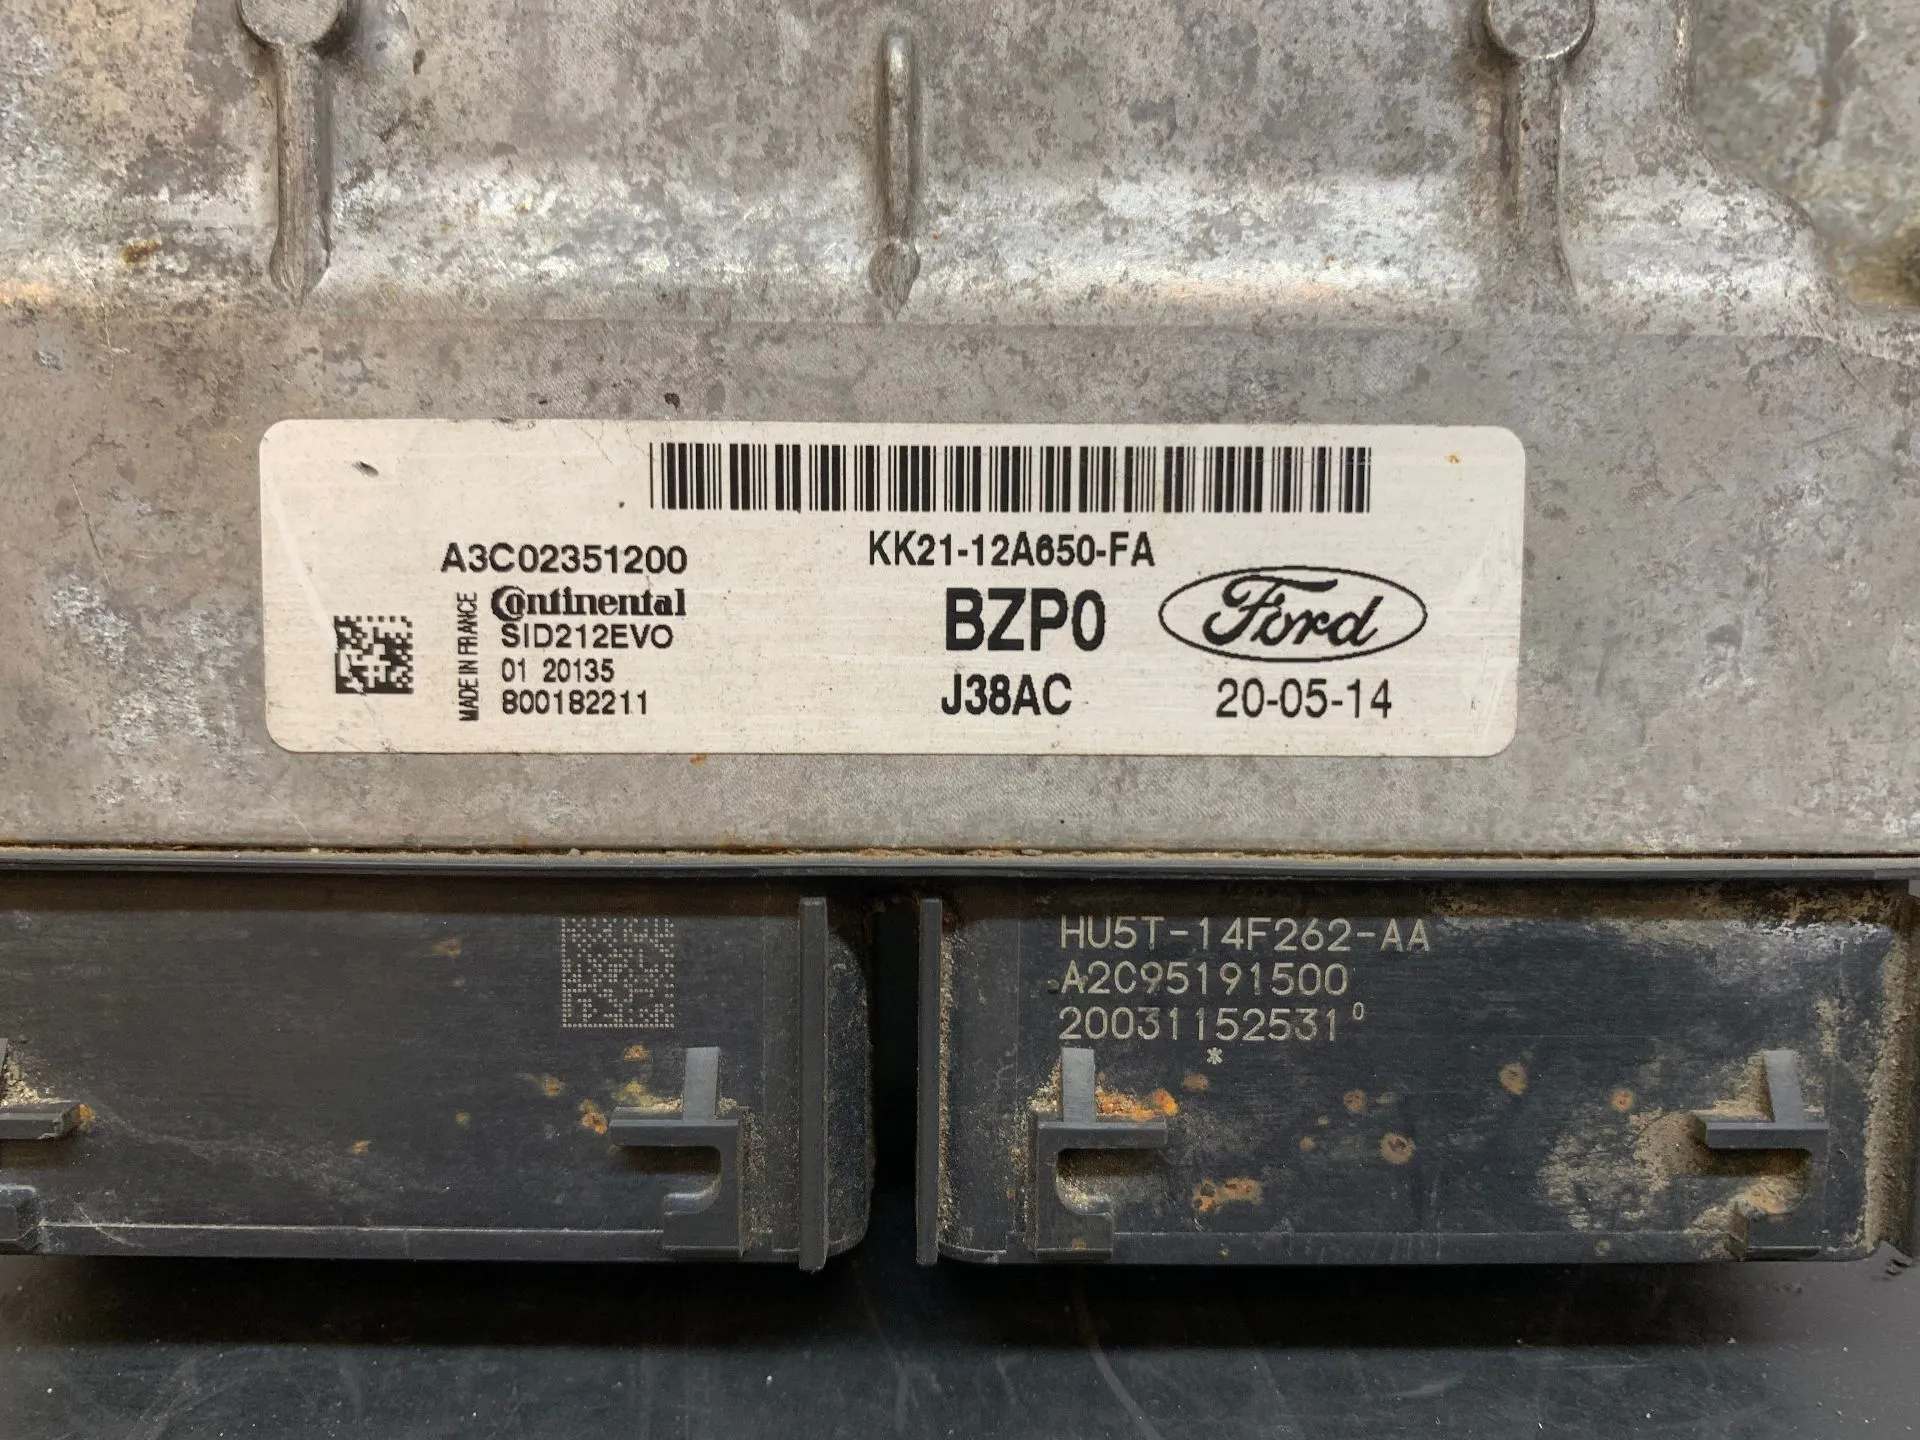 A3C02351200
Continental
SID212EVO
01 20135
800182211
MADE IN FRANCE
KK21-12A650-FA
BZP0
Ford
J38AC
20-05-14
HU5T-14F262-AA
A2C95191500
20031152531 0
*